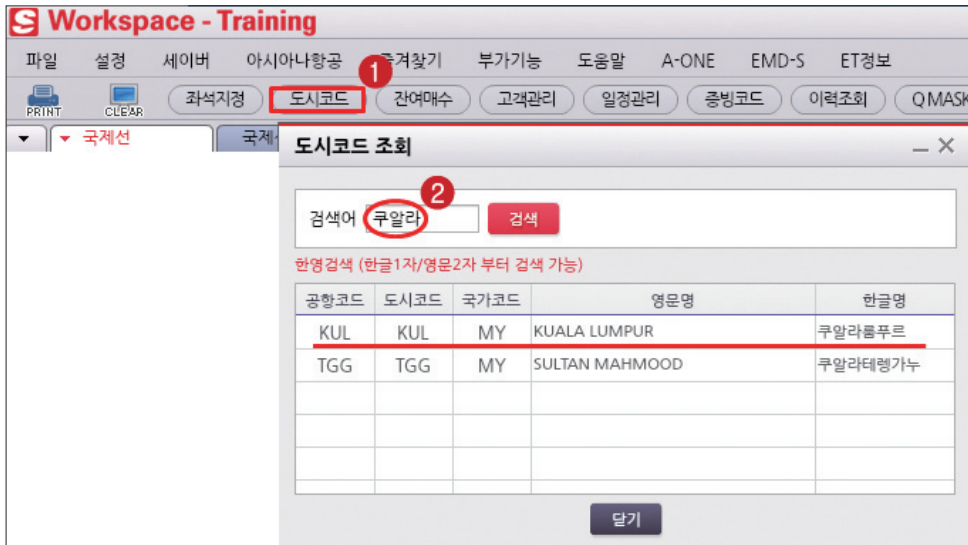 S Workspace - Training
파일 설정 세이버 아시아나항공 즐겨찾기 부가기능 도움말 A-ONE EMD-S ET정보
1
PRINT CLEAR 좌석지정 도시코드 잔여매수 고객관리 일정관리 증빙코드 이력조회 Q MASK
국제선 국제
도시코드 조회
2
검색어 쿠알라 검색
한영검색 (한글1자/영문2자 부터 검색 가능)
공항코드 도시코드 국가코드 영문명 한글명
KUL KUL MY KUALA LUMPUR 쿠알라룸푸르
TGG TGG MY SULTAN MAHMOOD 쿠알라테렝가누
닫기